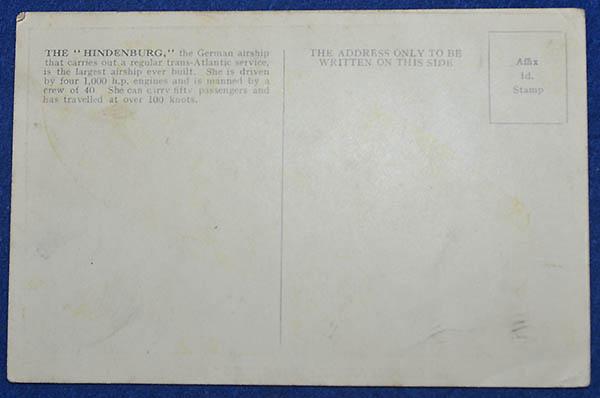 THE "HINDENBURG," the German airship
that carries out a regular trans-Atlantic service,
is the largest airship ever built. She is driven
by four 1,000 h.p. engines and is manned by a
crew of 40. She can carry fifty passengers and
has travelled at over 100 knots.
THE ADDRESS ONLY TO BE
WRITTEN ON THIS SIDE
Affix
1d.
Stamp